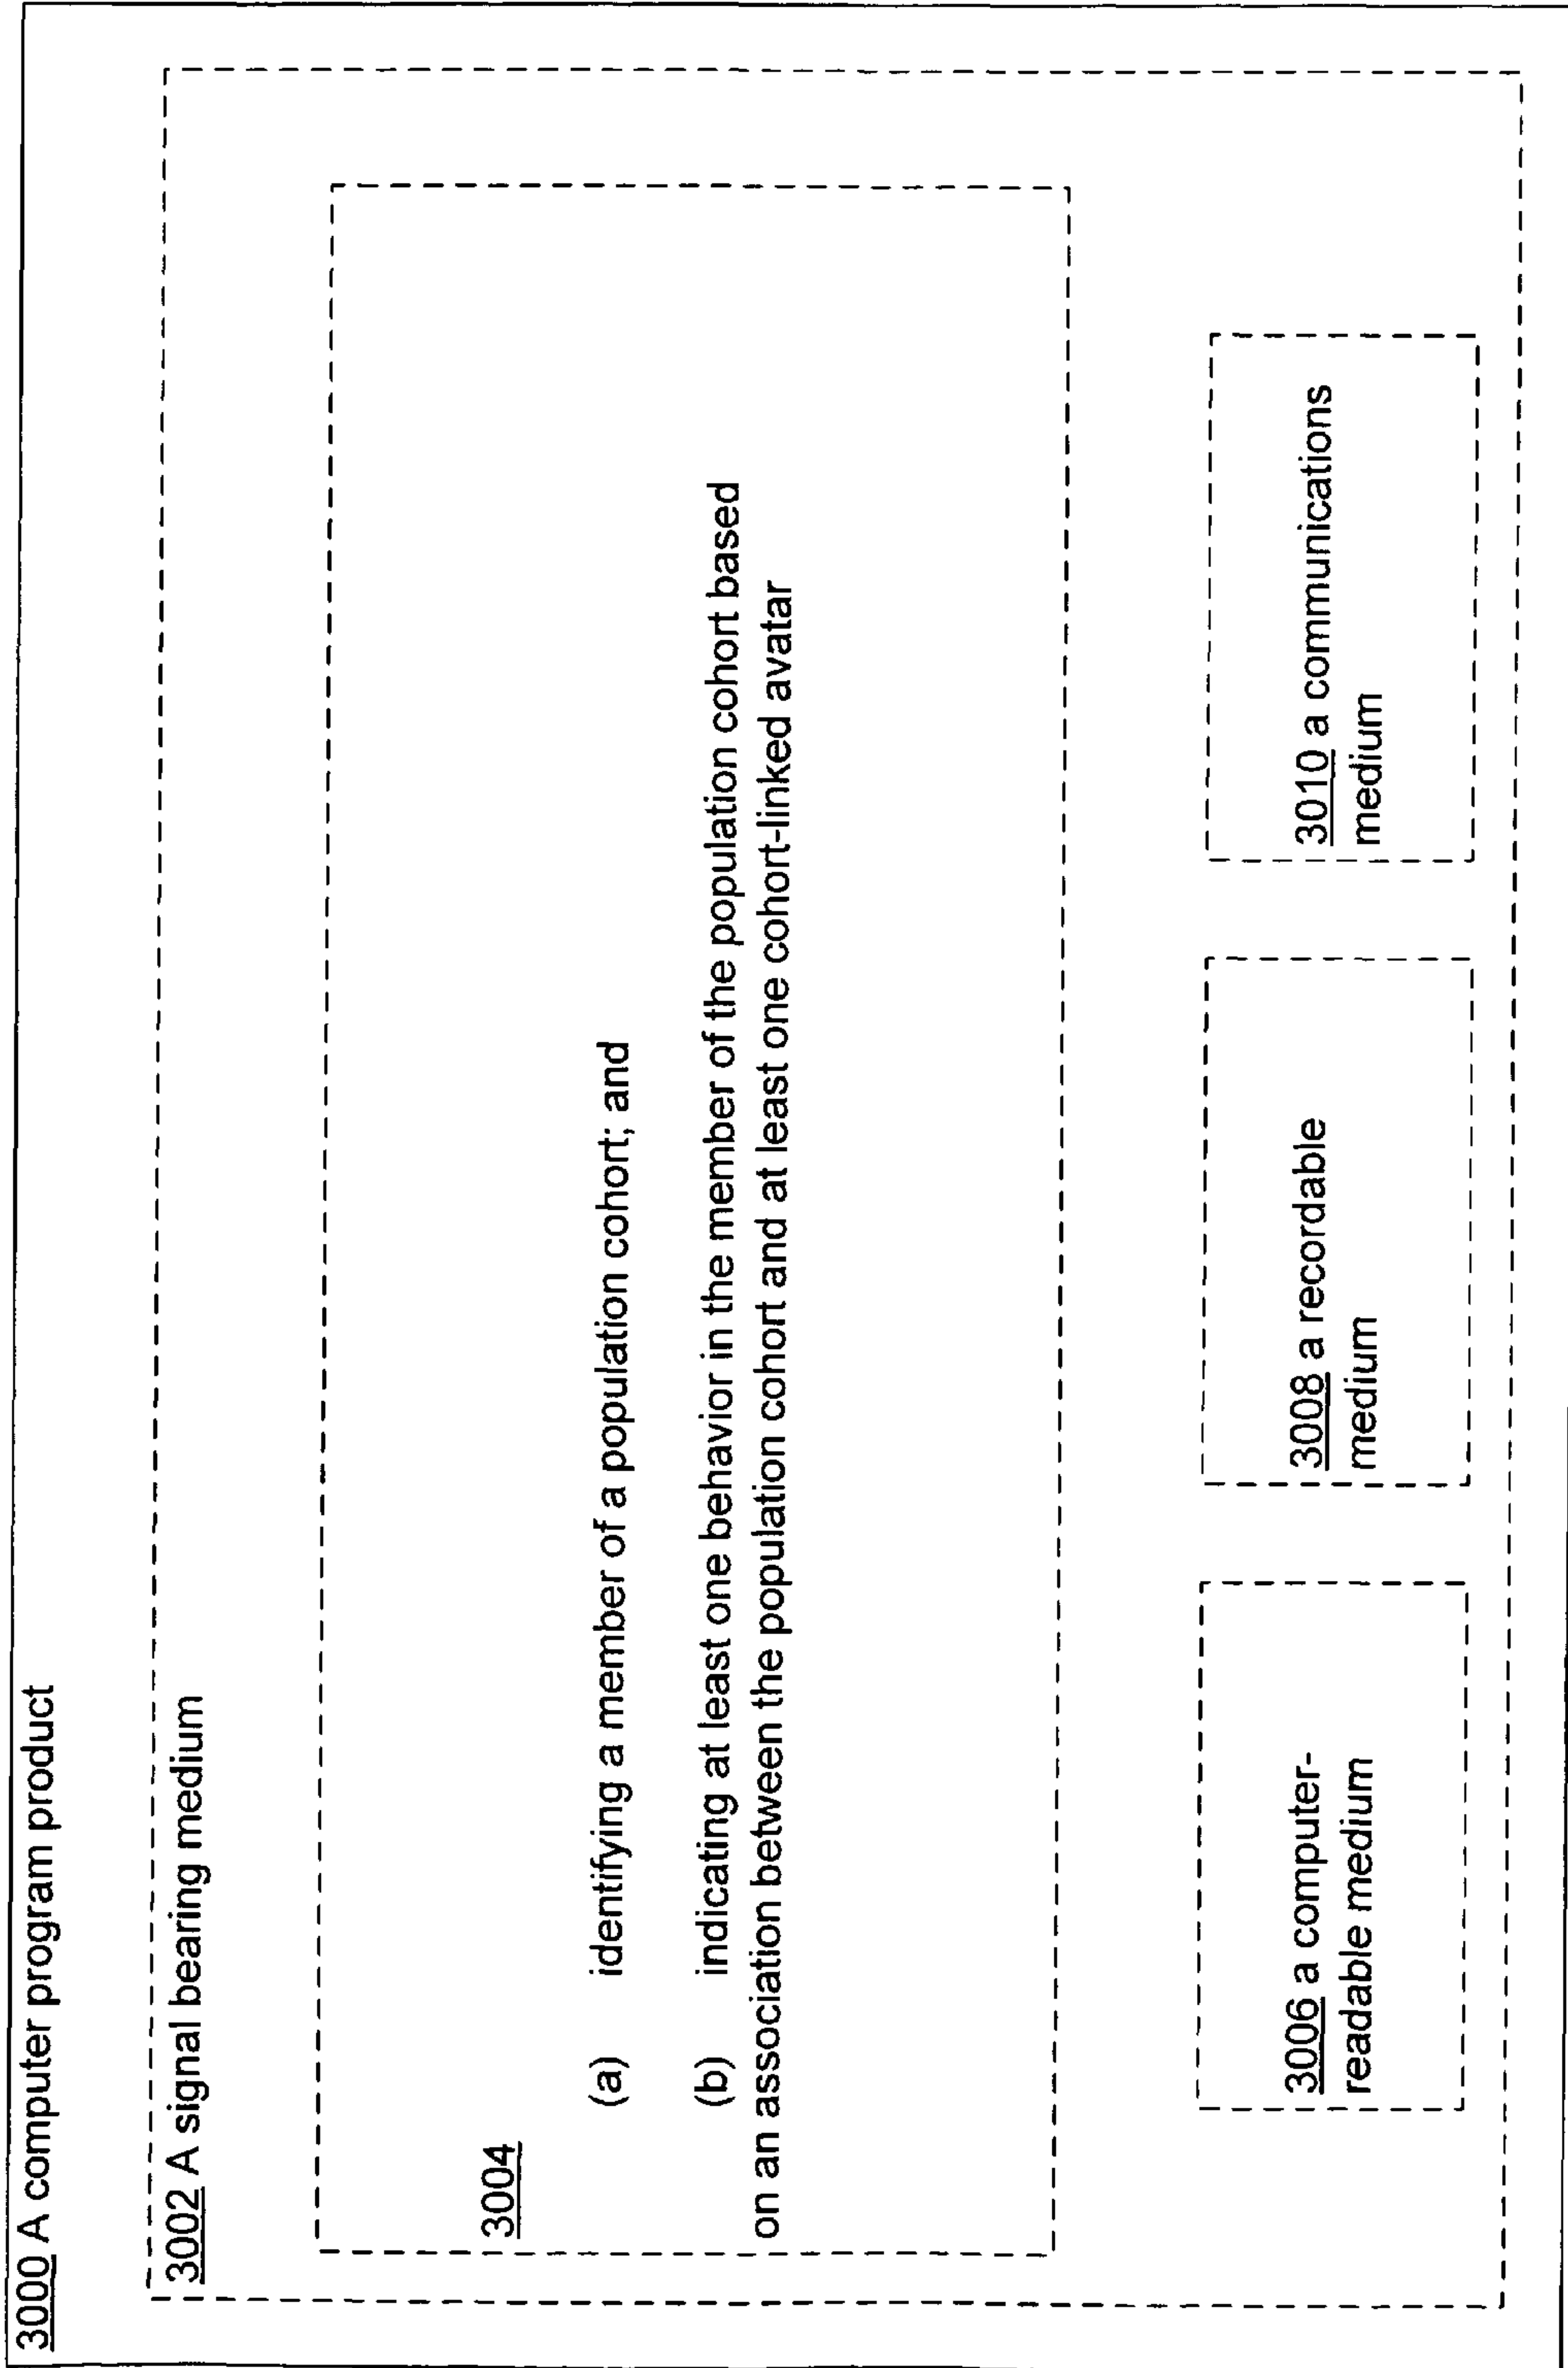 3000 A computer program product
3002 A signal bearing medium
3004
(a) identifying a member of a population cohort; and
(b) indicating at least one behavior in the member of the population cohort based
on an association between the population cohort and at least one cohort-linked avatar
3006 a computer-
readable medium
3008 a recordable
medium
3010 a communications
medium